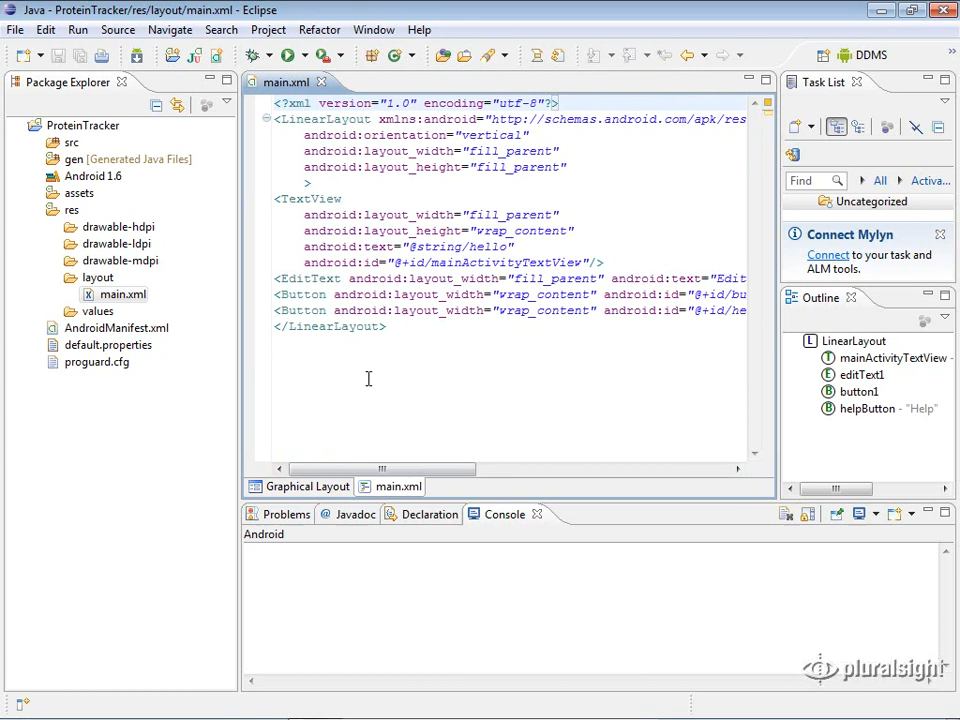 Java - ProteinTracker/res/layout/main.xml - Eclipse
File Edit Run Source Navigate Search Project Refactor Window Help
DDMS
Package Explorer
main.xml
Task List
ProteinTracker
src
gen [Generated Java Files]
Android 1.6
assets
res
drawable-hdpi
drawable-ldpi
drawable-mdpi
layout
main.xml
values
AndroidManifest.xml
default.properties
proguard.cfg
<?xml version="1.0" encoding="utf-8"?>
<LinearLayout xmlns:android="http://schemas.android.com/apk/res
android:orientation="vertical"
android:layout_width="fill_parent"
android:layout_height="fill_parent"
>
<TextView
android:layout_width="fill_parent"
android:layout_height="wrap_content"
android:text="@string/hello"
android:id="@+id/mainActivityTextView"/>
<EditText android:layout_width="fill_parent" android:text="Edit
<Button android:layout_width="wrap_content" android:id="@+id/bu
<Button android:layout_width="wrap_content" android:id="@+id/he
</LinearLayout>
Graphical Layout main.xml
Find All Activa...
Uncategorized
Connect Mylyn
Connect to your task and
ALM tools.
Outline
LinearLayout
mainActivityTextView -
editText1
button1
helpButton - "Help"
Problems @ Javadoc Declaration Console
Android
pluralsight